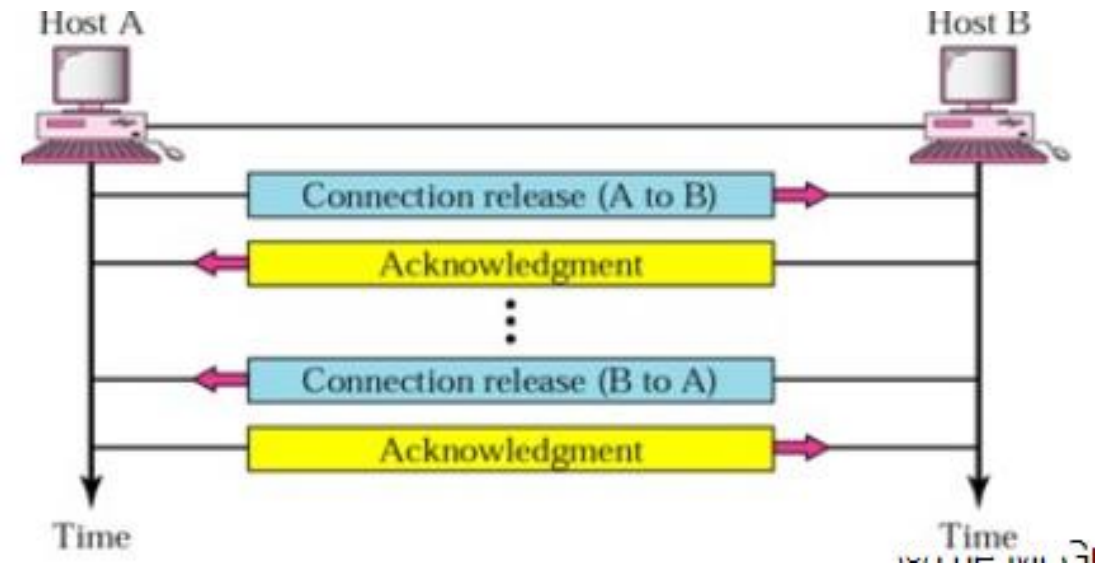 Host A
Host B
Connection release (A to B)
Acknowledgment
Connection release (B to A)
Acknowledgment
Time
Time